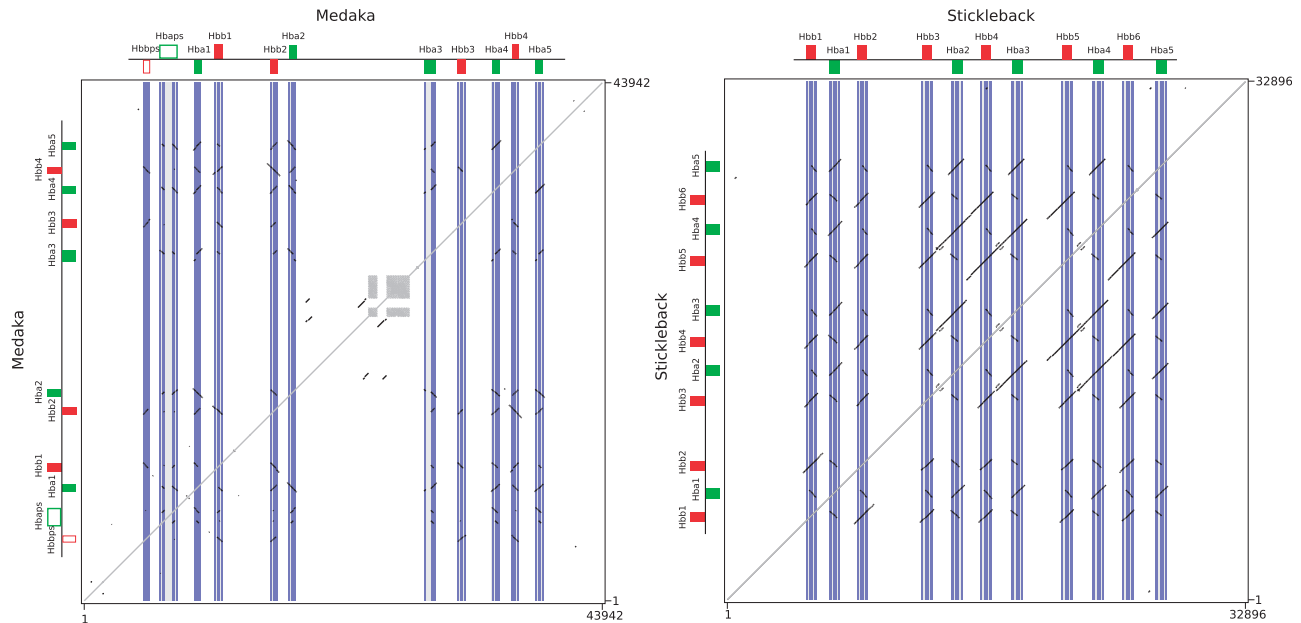 Medaka
Hbbps Hbaps Hba1 Hbb1 Hbb2 Hba2 Hba3 Hbb3 Hba4 Hbb4 Hba5
43942
Medaka
Hba5
Hbb4
Hba4
Hbb3
Hba3
Hba2
Hbb2
Hbb1
Hba1
Hbaps
Hbbps
1
1
43942
Stickleback
Hbb1 Hba1 Hbb2 Hbb3 Hba2 Hbb4 Hba3 Hbb5 Hba4 Hbb6 Hba5
32896
Stickleback
Hba5
Hbb6
Hba4
Hbb5
Hba3
Hbb4
Hba2
Hbb3
Hbb2
Hba1
Hbb1
1
1
32896